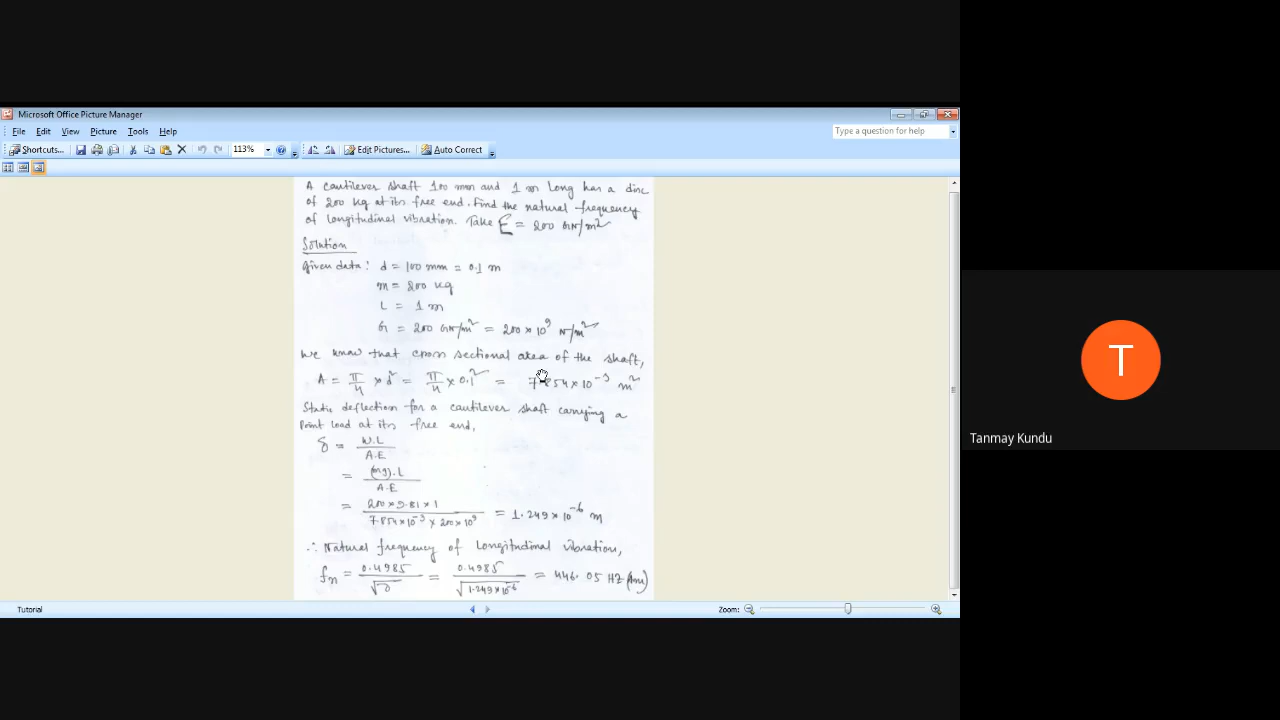 Microsoft Office Picture Manager
File Edit View Picture Tools Help
Type a question for help
Shortcuts... 113% Edit Pictures... Auto Correct
A cantilever shaft 100 mm and 1 m long has a disc
of 200 kg at its free end. Find the natural frequency
of longitudinal vibration. Take E = 200 GN/m²
Solution
Given data: d = 100 mm = 0.1 m
m = 200 kg
L = 1 m
G = 200 GN/m² = 200 × 10⁹ N/m²
We know that cross sectional area of the shaft,
A = π/4 × d² = π/4 × 0.1² = 7.854 × 10⁻³ m²
Static deflection for a cantilever shaft carrying a
point load at its free end,
δ = W.L / A.E
= (mg).L / A.E
= 200 × 9.81 × 1 / 7.854 × 10⁻³ × 200 × 10⁹ = 1.249 × 10⁻⁶ m
∴ Natural frequency of Longitudinal vibration,
fn = 0.4985 / √δ = 0.4985 / √1.249 × 10⁻⁶ = 446.05 HZ (Ans)
Tutorial
Zoom:
T
Tanmay Kundu